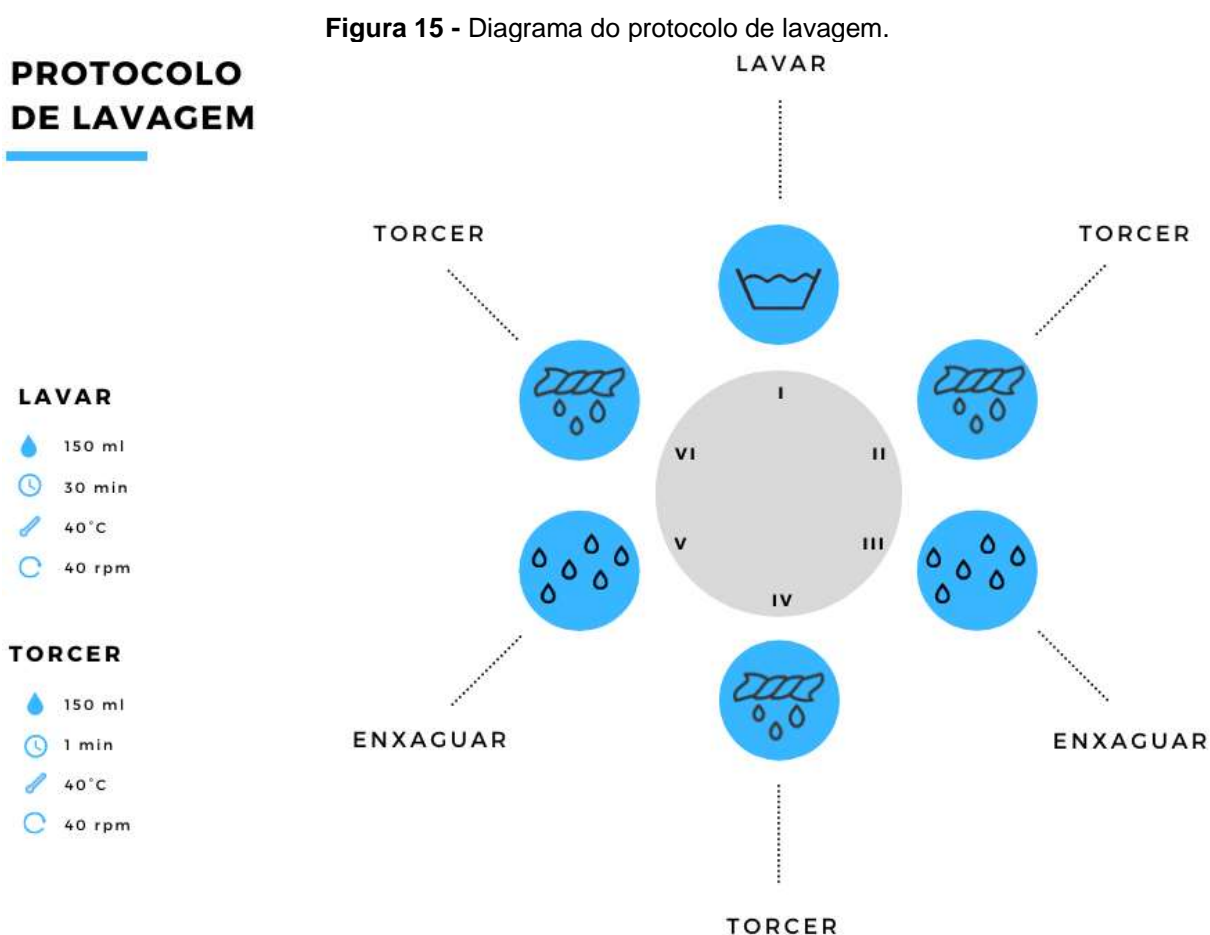 Figura 15 - Diagrama do protocolo de lavagem.
PROTOCOLO
DE LAVAGEM
LAVAR
TORCER
TORCER
I
VI
II
V
III
IV
ENXAGUAR
ENXAGUAR
TORCER
LAVAR
150 ml
30 min
40°C
40 rpm
TORCER
150 ml
1 min
40°C
40 rpm